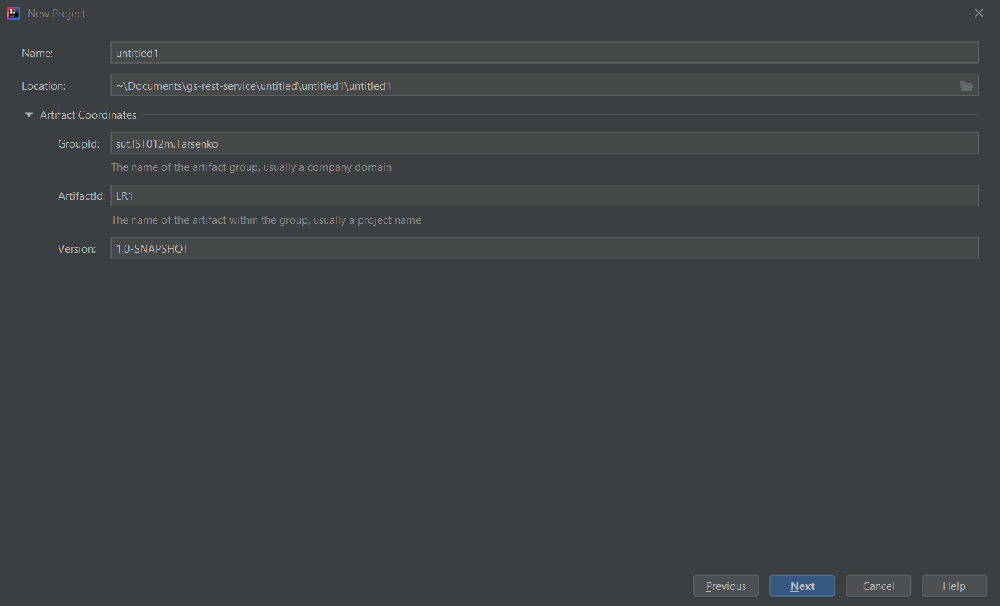 New Project
Name: untitled1
Location: ~\Documents\gs-rest-service\untitled\untitled1\untitled1
Artifact Coordinates
GroupId: sut.IST012m.Tarsenko
The name of the artifact group, usually a company domain
ArtifactId: LR1
The name of the artifact within the group, usually a project name
Version: 1.0-SNAPSHOT
Previous Next Cancel Help